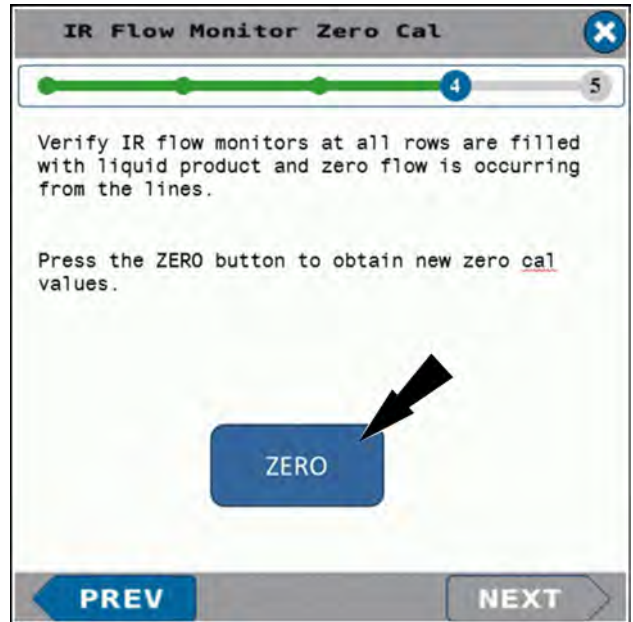 IR Flow Monitor Zero Cal
4
5
Verify IR flow monitors at all rows are filled
with liquid product and zero flow is occurring
from the lines.
Press the ZERO button to obtain new zero cal
values.
ZERO
PREV
NEXT